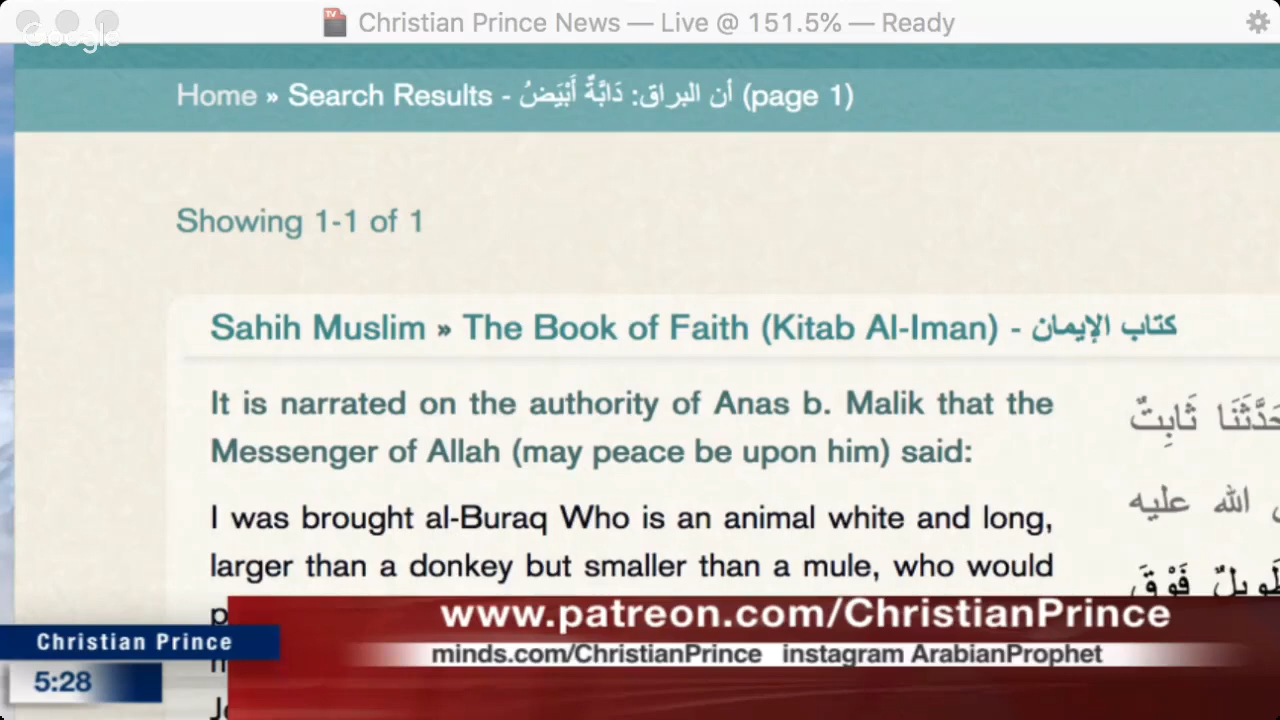 Christian Prince News — Live @ 151.5% — Ready
Google
Home » Search Results - أن البراق: دَابَّةٌ أَبْيَضُ (page 1)
Showing 1-1 of 1
Sahih Muslim » The Book of Faith (Kitab Al-Iman) - كتاب الإيمان
It is narrated on the authority of Anas b. Malik that the
حَدَّثَنَا ثَابِتٌ
Messenger of Allah (may peace be upon him) said:
الله عليه
I was brought al-Buraq Who is an animal white and long,
larger than a donkey but smaller than a mule, who would
طَوِيلٌ فَوْقَ
www.patreon.com/ChristianPrince
Christian Prince
minds.com/ChristianPrince instagram ArabianProphet
5:28